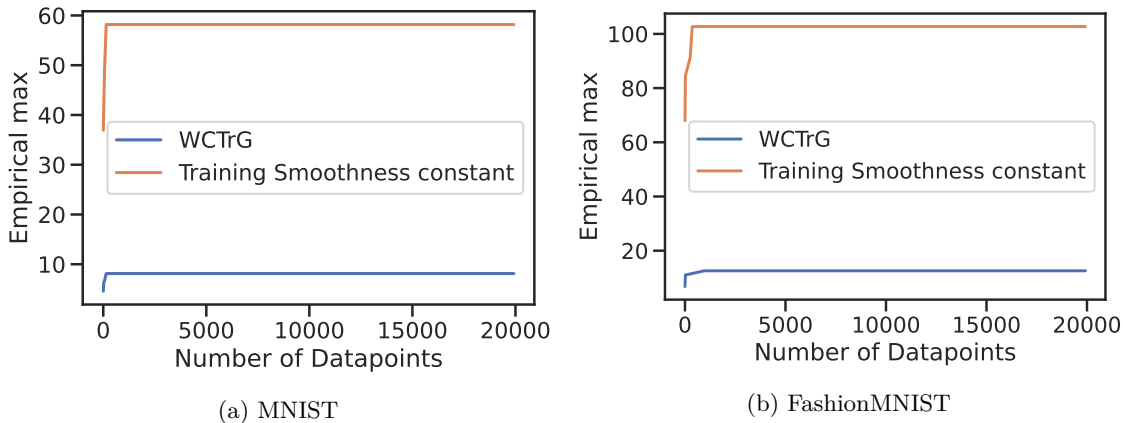 60
50
40
30
20
10
Empirical max
WCTrG
Training Smoothness constant
0 5000 10000 15000 20000
Number of Datapoints
(a) MNIST
100
80
60
40
20
Empirical max
WCTrG
Training Smoothness constant
0 5000 10000 15000 20000
Number of Datapoints
(b) FashionMNIST